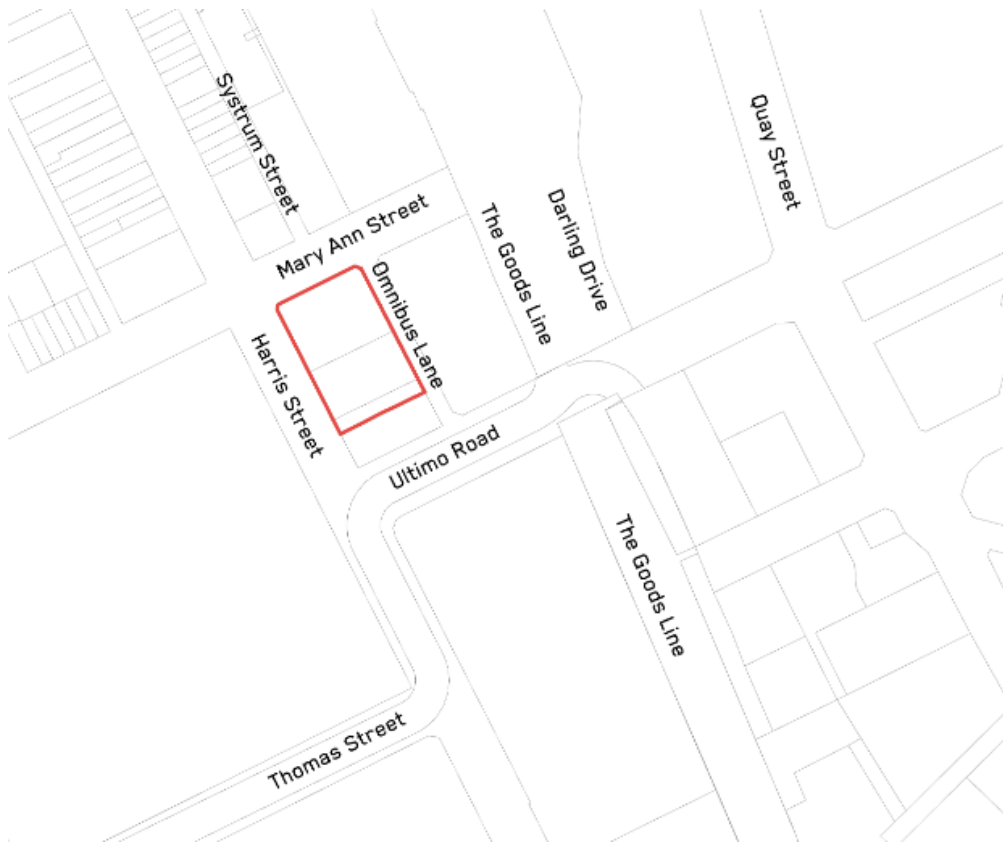 Systrum Street
Quay Street
Mary Ann Street
The Goods Line
Darling Drive
Omnibus Lane
Harris Street
Ultimo Road
The Goods Line
Thomas Street